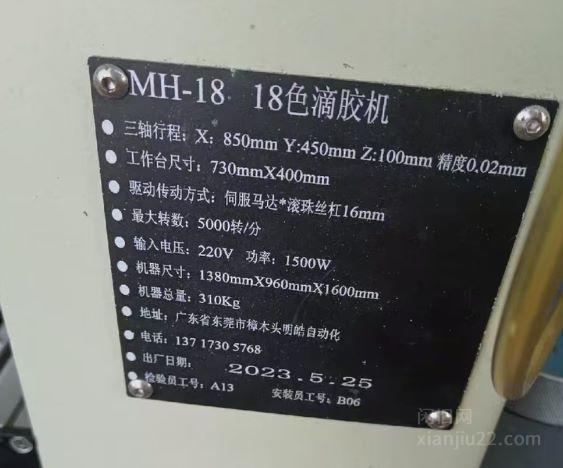 MH-18 18色滴胶机
三轴行程：X：850mm Y:450mm Z:100mm 精度0.02mm
工作台尺寸：730mmX400mm
驱动传动方式：伺服马达*滚珠丝杠16mm
最大转数：5000转/分
输入电压：220V 功率：1500W
机器尺寸：1380mmX960mmX1600mm
机器总量：310Kg
地址：广东省东莞市樟木头明皓自动化
电话：137 1730 5768
出厂日期：2023.5.25
检验员工号：A13 安装员工号：B06
闲旧网
xianjiu22.com